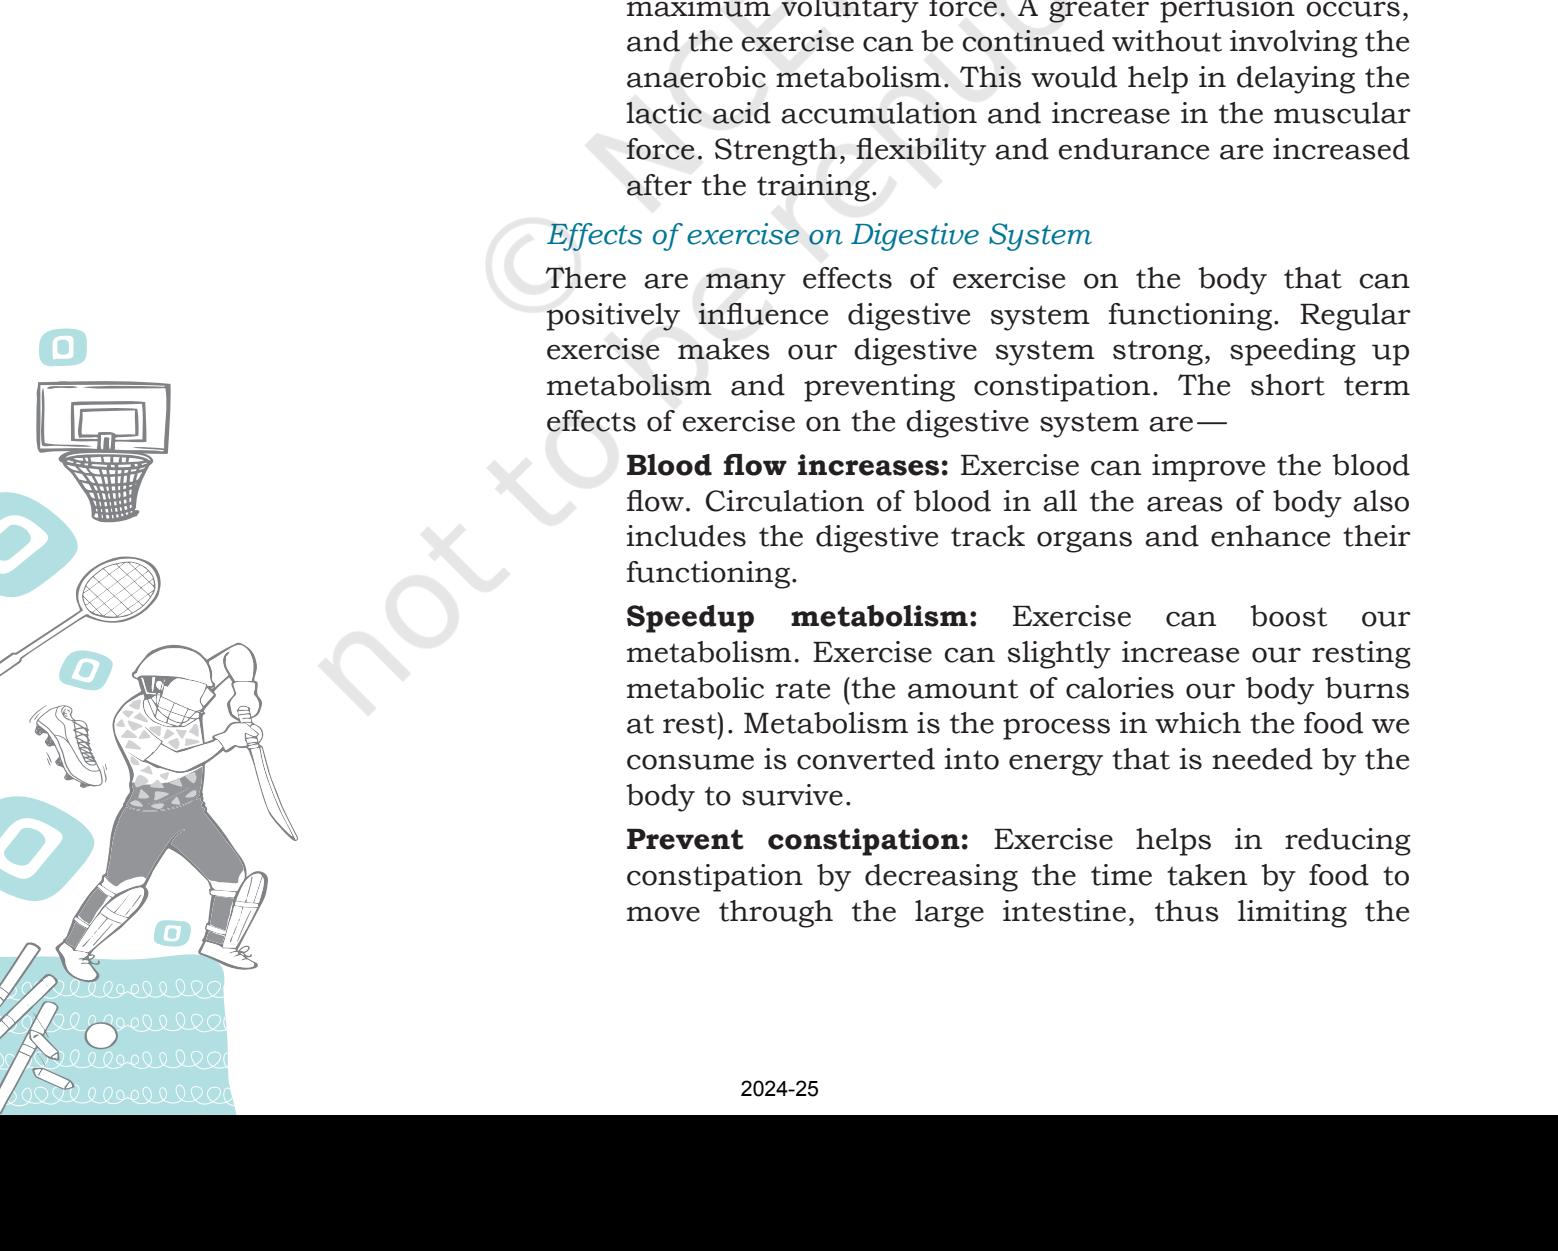 maximum voluntary force. A greater perfusion occurs,
and the exercise can be continued without involving the
anaerobic metabolism. This would help in delaying the
lactic acid accumulation and increase in the muscular
force. Strength, flexibility and endurance are increased
after the training.
Effects of exercise on Digestive System
There are many effects of exercise on the body that can
positively influence digestive system functioning. Regular
exercise makes our digestive system strong, speeding up
metabolism and preventing constipation. The short term
effects of exercise on the digestive system are—
Blood flow increases: Exercise can improve the blood
flow. Circulation of blood in all the areas of body also
includes the digestive track organs and enhance their
functioning.
Speedup metabolism: Exercise can boost our
metabolism. Exercise can slightly increase our resting
metabolic rate (the amount of calories our body burns
at rest). Metabolism is the process in which the food we
consume is converted into energy that is needed by the
body to survive.
Prevent constipation: Exercise helps in reducing
constipation by decreasing the time taken by food to
move through the large intestine, thus limiting the
© NCE
not to be repu
2024-25